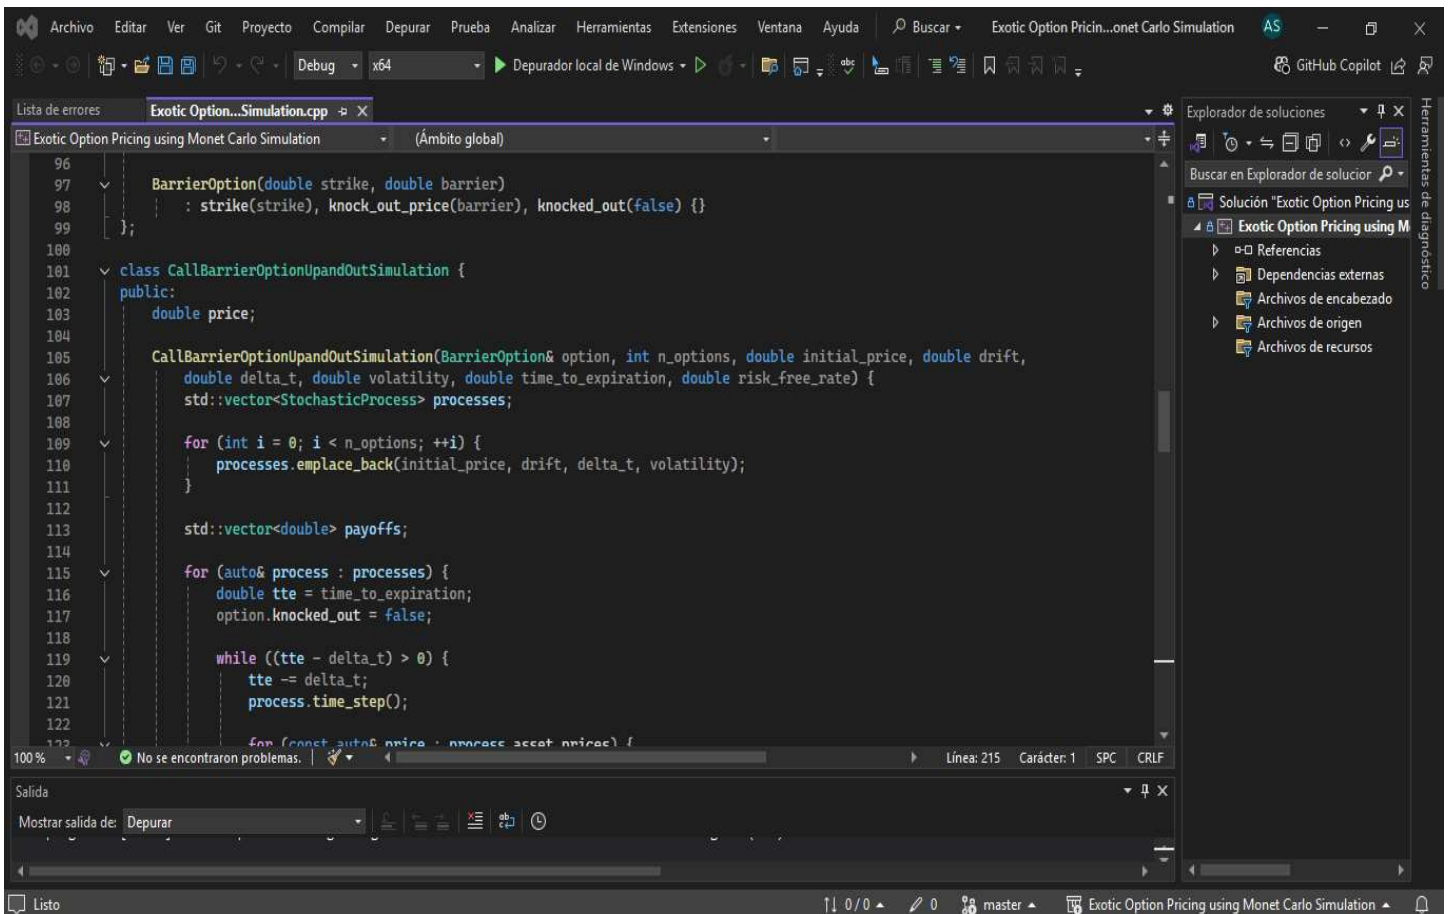 Archivo Editar Ver Git Proyecto Compilar Depurar Prueba Analizar Herramientas Extensiones Ventana Ayuda Buscar Exotic Option Pricin...onet Carlo Simulation AS
Debug x64 Depurador local de Windows GitHub Copilot
Lista de errores Exotic Option...Simulation.cpp
Exotic Option Pricing using Monet Carlo Simulation (Ámbito global)
96
97 BarrierOption(double strike, double barrier)
98 : strike(strike), knock_out_price(barrier), knocked_out(false) {}
99 };
100
101 class CallBarrierOptionUpandOutSimulation {
102 public:
103 double price;
104
105 CallBarrierOptionUpandOutSimulation(BarrierOption& option, int n_options, double initial_price, double drift,
106 double delta_t, double volatility, double time_to_expiration, double risk_free_rate) {
107 std::vector<StochasticProcess> processes;
108
109 for (int i = 0; i < n_options; ++i) {
110 processes.emplace_back(initial_price, drift, delta_t, volatility);
111 }
112
113 std::vector<double> payoffs;
114
115 for (auto& process : processes) {
116 double tte = time_to_expiration;
117 option.knocked_out = false;
118
119 while ((tte - delta_t) > 0) {
120 tte -= delta_t;
121 process.time_step();
122
123 for (const auto& price : process.asset_prices) {
100 % No se encontraron problemas. Línea: 215 Carácter: 1 SPC CRLF
Salida
Mostrar salida de: Depurar
Explorador de soluciones
Buscar en Explorador de solucior
Solución "Exotic Option Pricing us
Exotic Option Pricing using M
Referencias
Dependencias externas
Archivos de encabezado
Archivos de origen
Archivos de recursos
Herramientas de diagnóstico
Listo 0 / 0 0 master Exotic Option Pricing using Monet Carlo Simulation